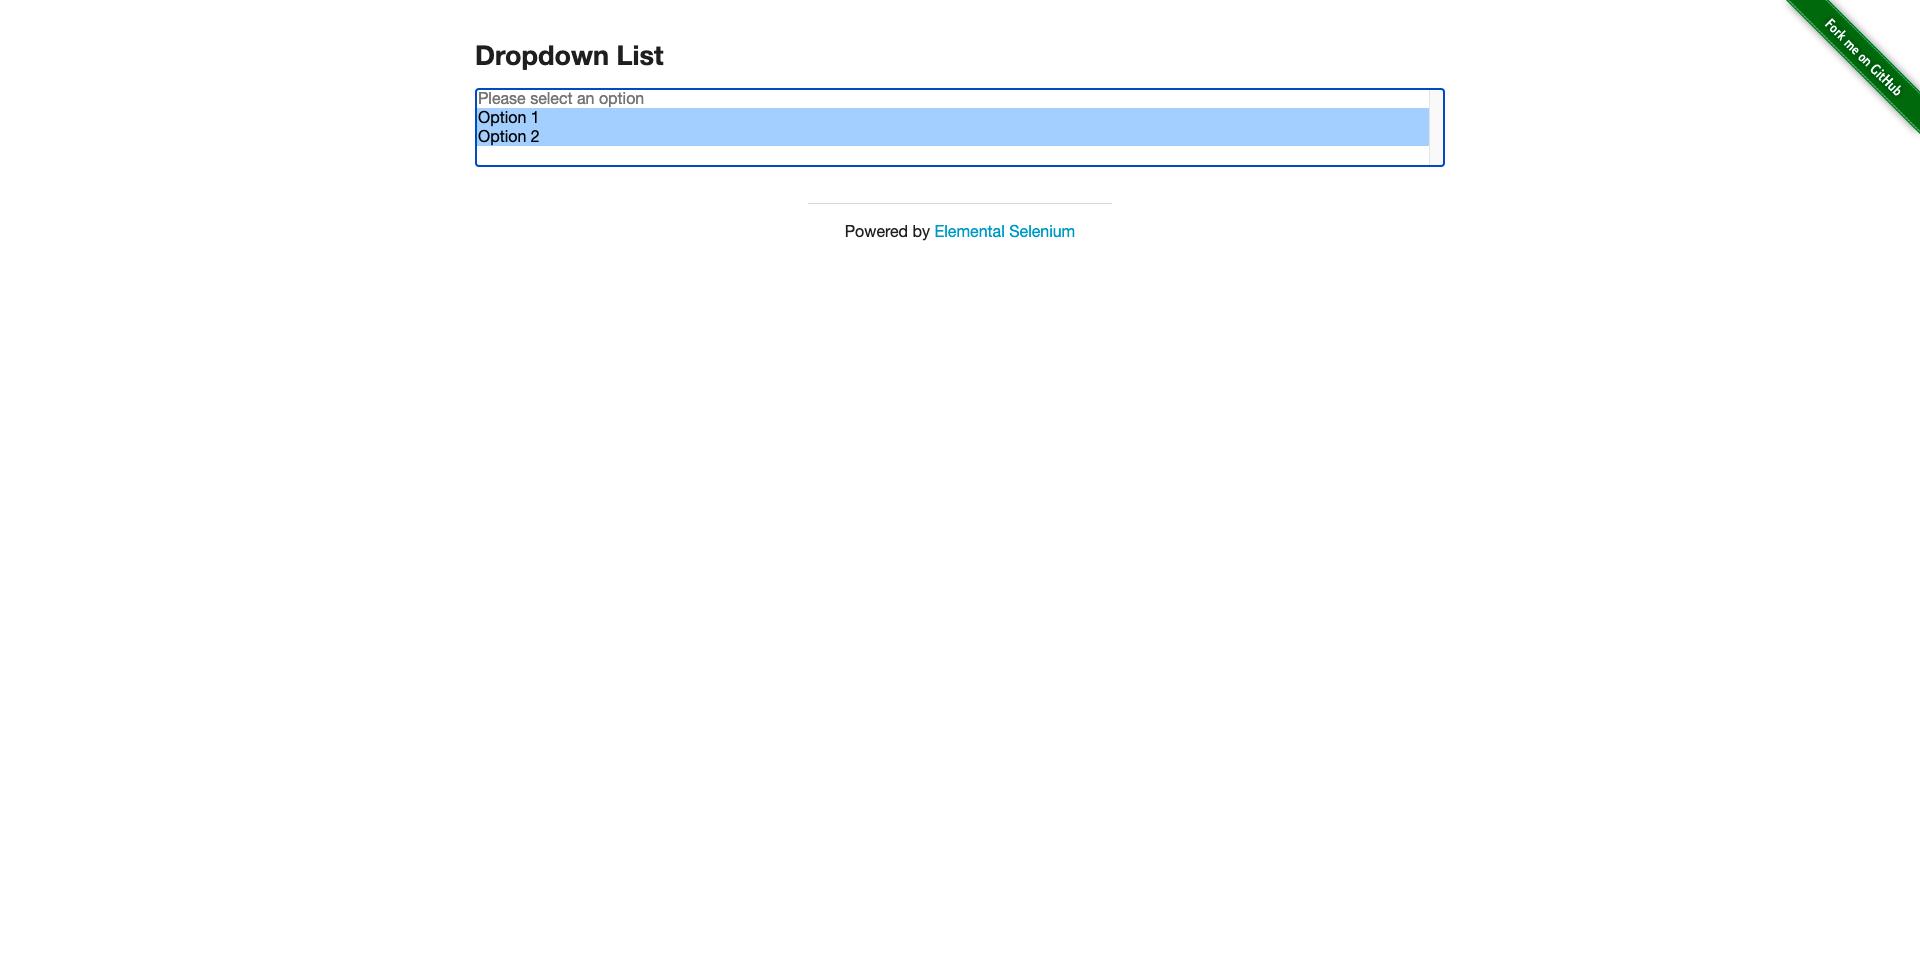 Dropdown List
Please select an option
Option 1
Option 2
Powered by Elemental Selenium
Fork me on GitHub